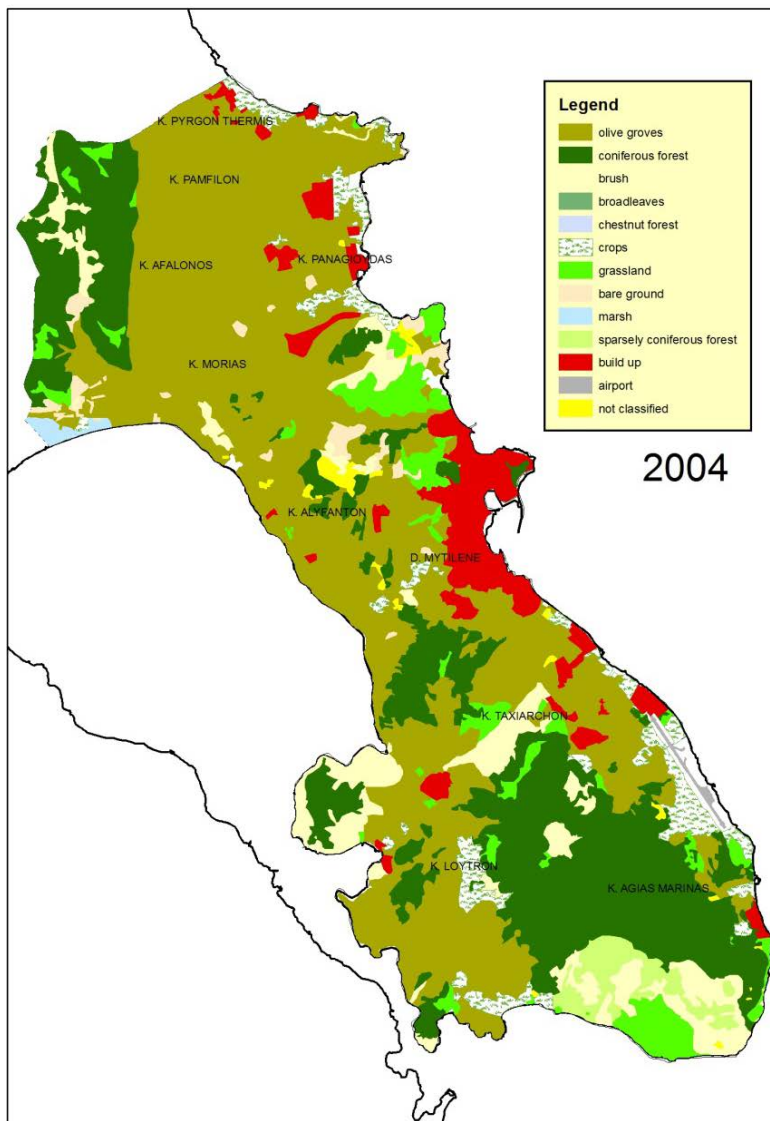 K. PYRGON THERMIS
K. PAMFILON
K. AFALONOS
K. PANAGIOYDAS
K. MORIAS
K. ALYFANTON
D. MYTILENE
K. TAXIARCHON
K. LOYTRON
K. AGIAS MARINAS
Legend
olive groves
coniferous forest
brush
broadleaves
chestnut forest
crops
grassland
bare ground
marsh
sparsely coniferous forest
build up
airport
not classified
2004